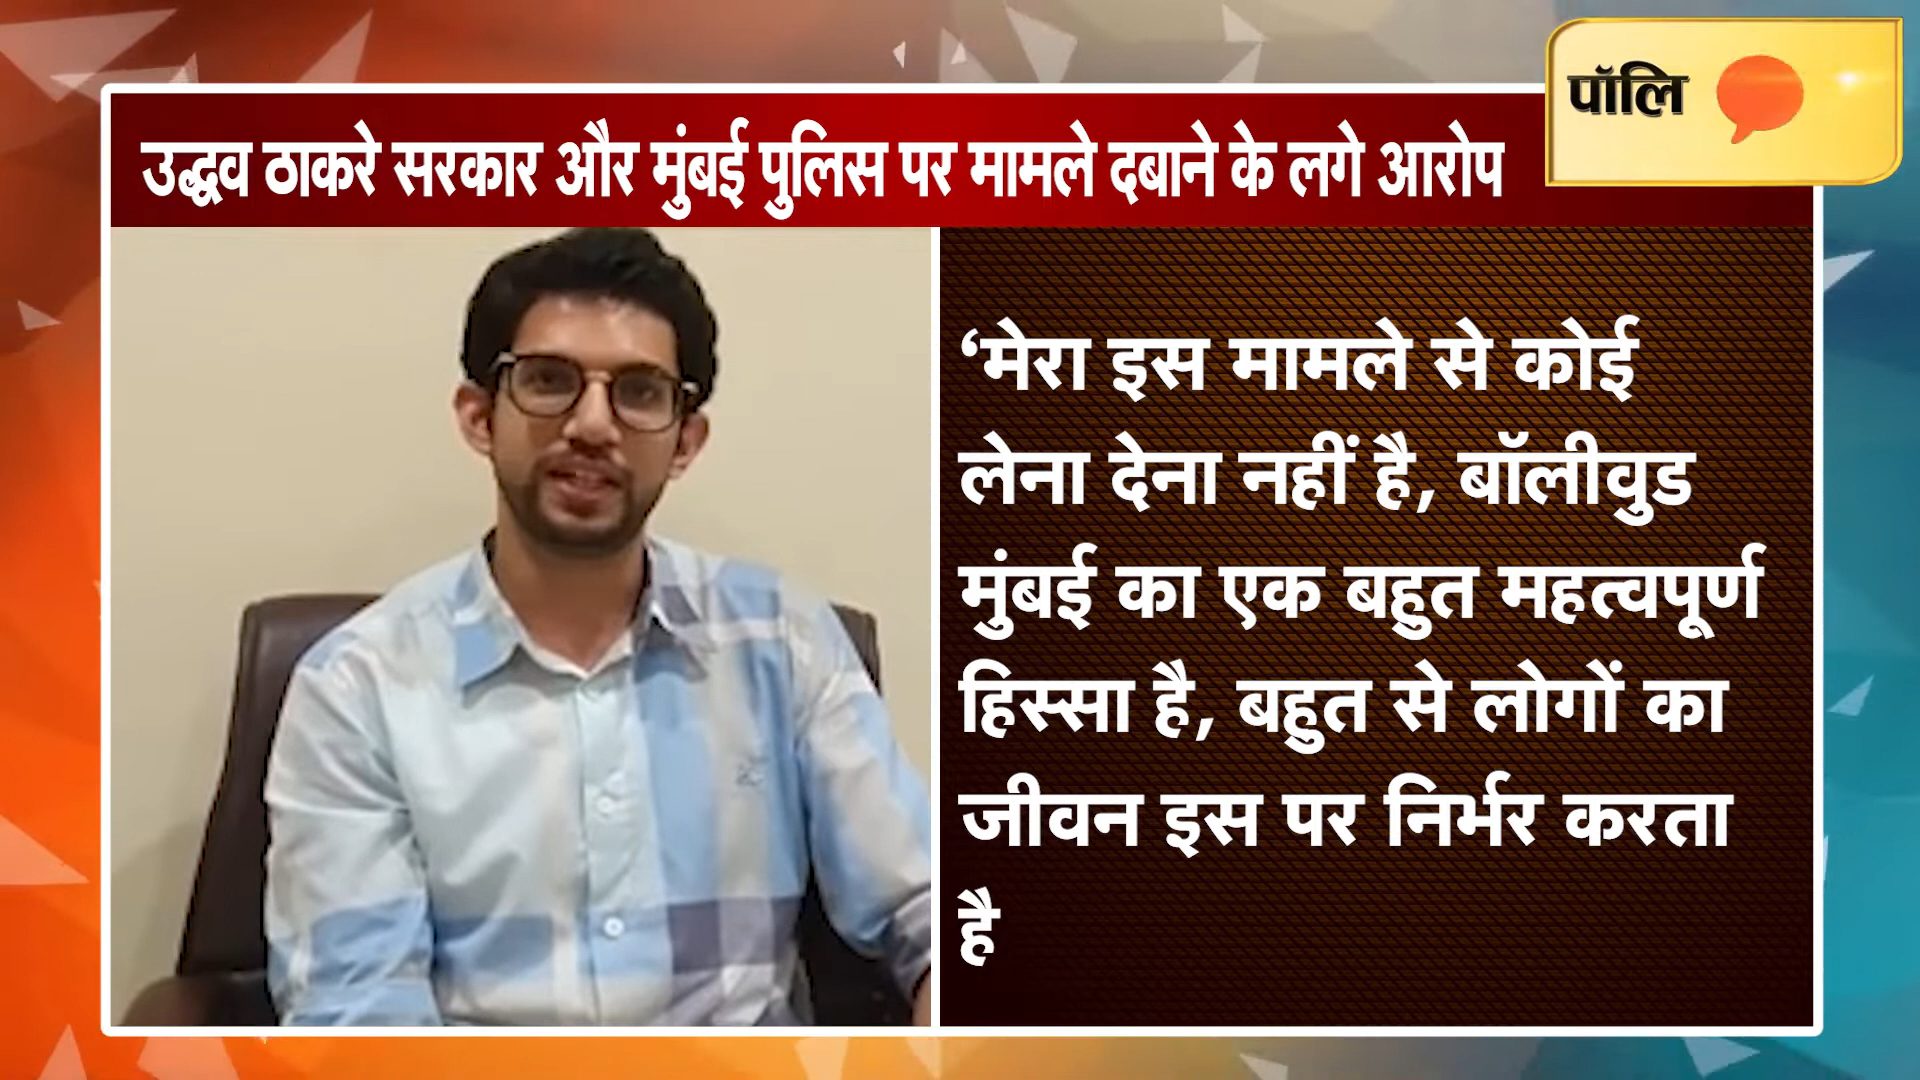 पॉलि
उद्धव ठाकरे सरकार और मुंबई पुलिस पर मामले दबाने के लगे आरोप
‘मेरा इस मामले से कोई
लेना देना नहीं है, बॉलीवुड
मुंबई का एक बहुत महत्वपूर्ण
हिस्सा है, बहुत से लोगों का
जीवन इस पर निर्भर करता
है